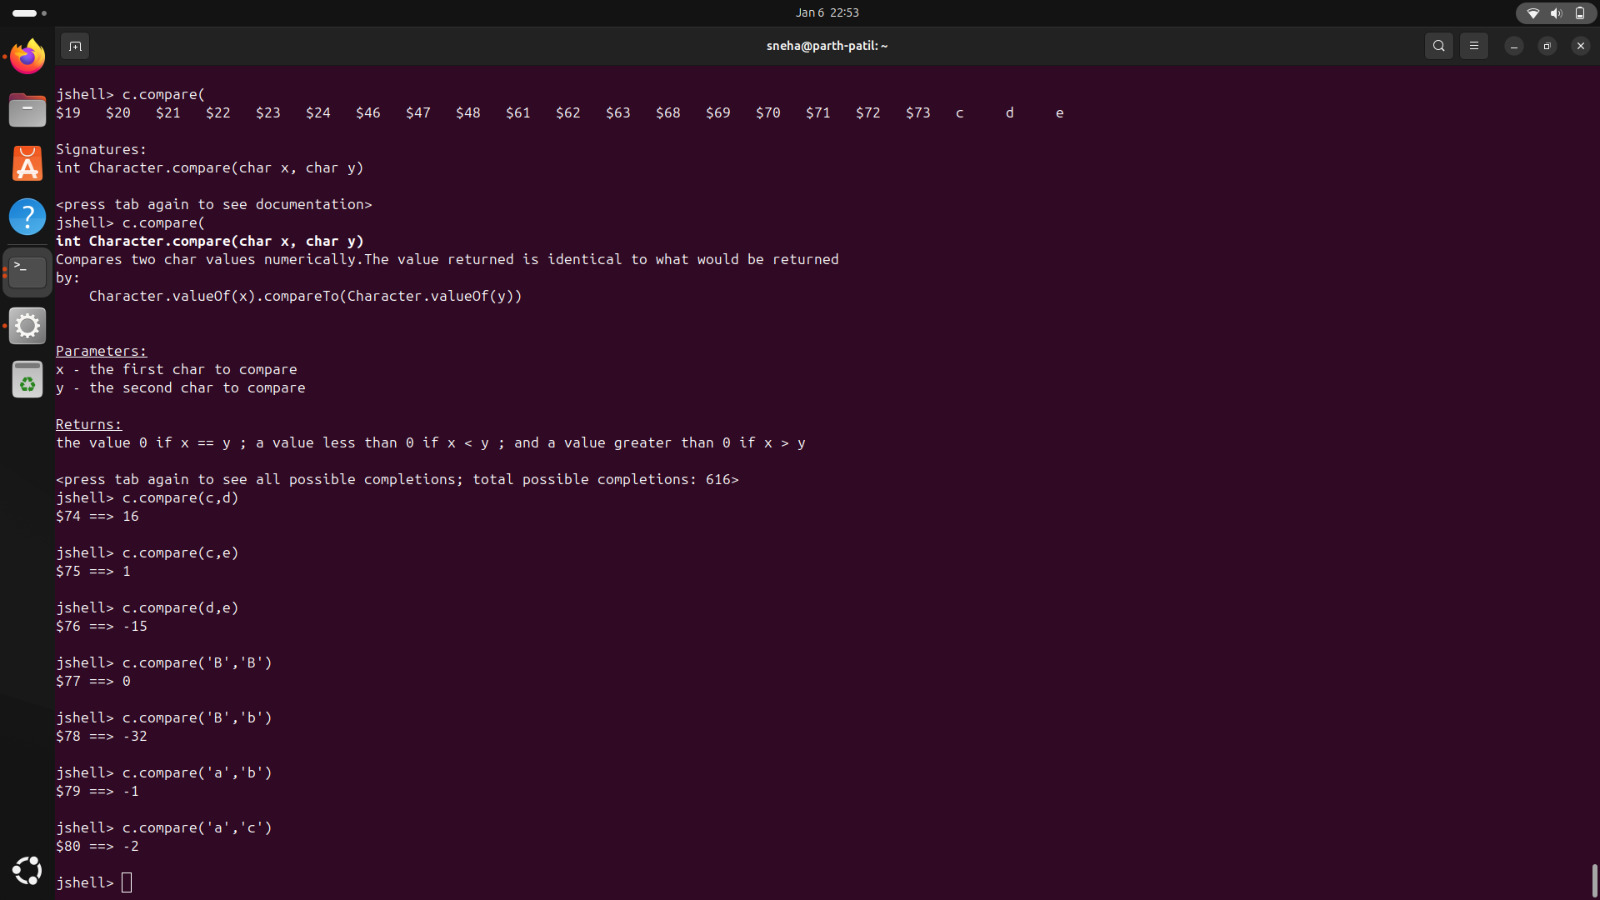 Jan 6 22:53
sneha@parth-patil: ~
jshell> c.compare(
$19 $20 $21 $22 $23 $24 $46 $47 $48 $61 $62 $63 $68 $69 $70 $71 $72 $73 c d e
Signatures:
int Character.compare(char x, char y)
<press tab again to see documentation>
jshell> c.compare(
int Character.compare(char x, char y)
Compares two char values numerically.The value returned is identical to what would be returned
by:
Character.valueOf(x).compareTo(Character.valueOf(y))
Parameters:
x - the first char to compare
y - the second char to compare
Returns:
the value 0 if x == y ; a value less than 0 if x < y ; and a value greater than 0 if x > y
<press tab again to see all possible completions; total possible completions: 616>
jshell> c.compare(c,d)
$74 ==> 16
jshell> c.compare(c,e)
$75 ==> 1
jshell> c.compare(d,e)
$76 ==> -15
jshell> c.compare('B','B')
$77 ==> 0
jshell> c.compare('B','b')
$78 ==> -32
jshell> c.compare('a','b')
$79 ==> -1
jshell> c.compare('a','c')
$80 ==> -2
jshell>